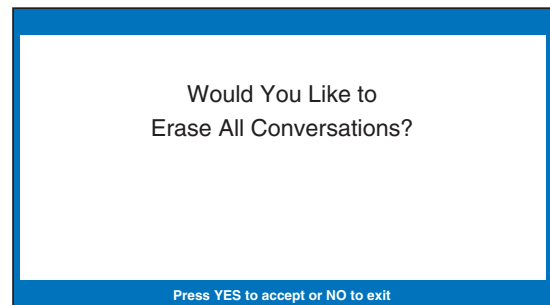 Would You Like to
Erase All Conversations?
Press YES to accept or NO to exit